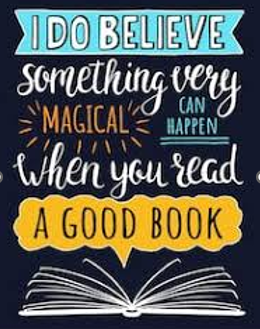 I DO BELIEVE
something very
MAGICAL CAN
HAPPEN
when you read
A GOOD BOOK